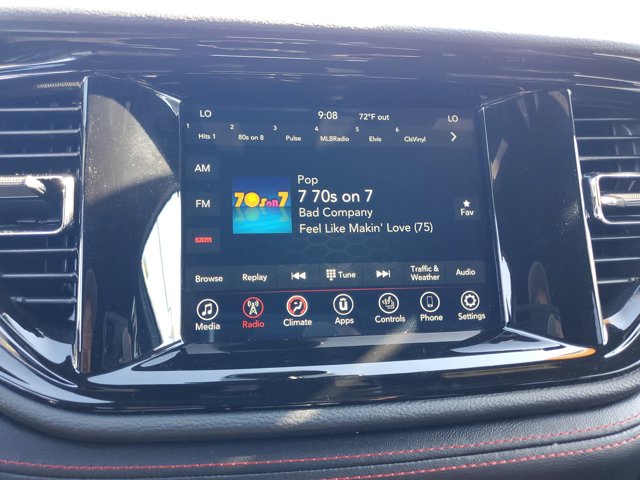 LO 9:08 72°F out LO
1 2 3 4 5 6
Hits 1 80s on 8 Pulse MLBRadio Elvis ClsVinyl
AM
FM
sxm
70s on 7
Pop
7 70s on 7
Bad Company
Feel Like Makin' Love (75)
Fav
Browse Replay Tune Traffic & Weather Audio
Media Radio Climate Apps Controls Phone Settings